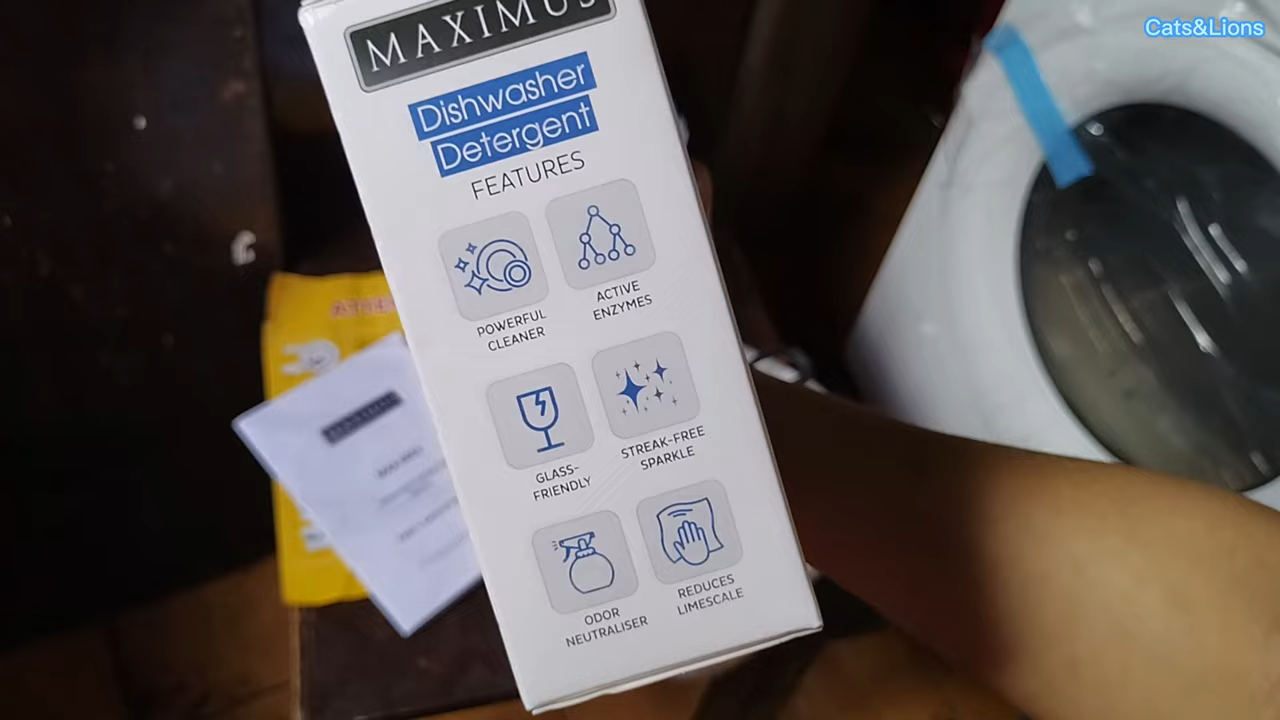 Cats&Lions
MAXIMUS
Dishwasher
Detergent
FEATURES
POWERFUL
CLEANER
ACTIVE
ENZYMES
GLASS-
FRIENDLY
STREAK-FREE
SPARKLE
ODOR
NEUTRALISER
REDUCES
LIMESCALE
MAXIMUS